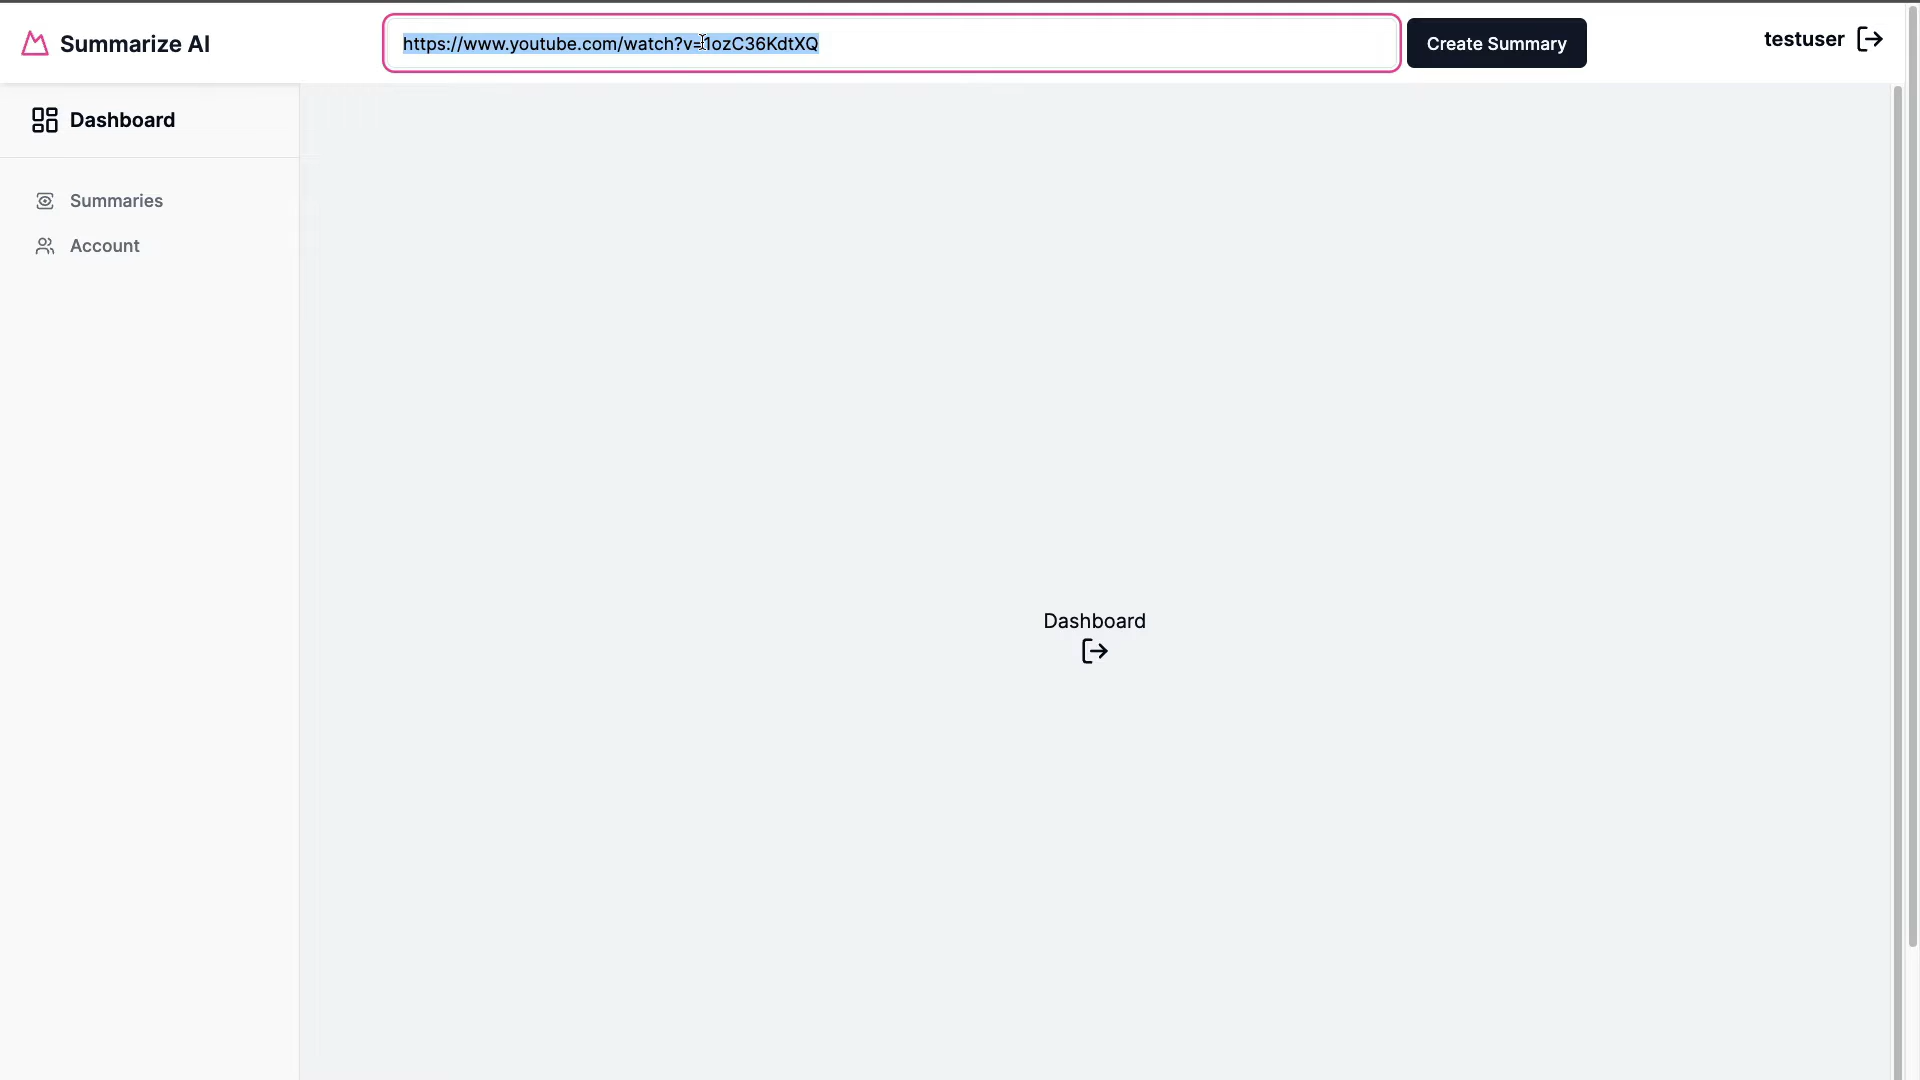 Summarize AI
https://www.youtube.com/watch?v=1ozC36KdtXQ
Create Summary
testuser
Dashboard
Summaries
Account
Dashboard